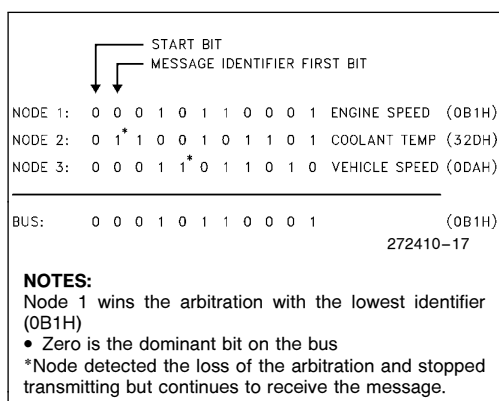 START BIT
MESSAGE IDENTIFIER FIRST BIT
NODE 1: 0 0 0 1 0 1 1 0 0 0 1 ENGINE SPEED (0B1H)
NODE 2: 0 1* 1 0 0 1 0 1 1 0 1 COOLANT TEMP (32DH)
NODE 3: 0 0 0 1 1* 0 1 1 0 1 0 VEHICLE SPEED (0DAH)
BUS: 0 0 0 1 0 1 1 0 0 0 1 (0B1H)
272410–17
NOTES:
Node 1 wins the arbitration with the lowest identifier
(0B1H)
• Zero is the dominant bit on the bus
*Node detected the loss of the arbitration and stopped
transmitting but continues to receive the message.